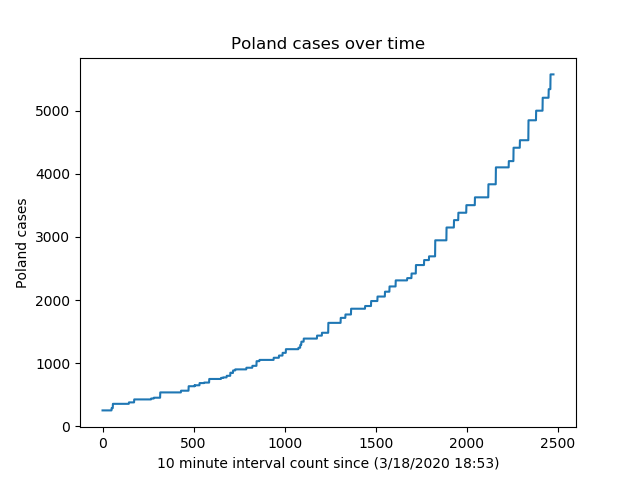 Poland cases over time
5000
4000
3000
2000
1000
0
Poland cases
0 500 1000 1500 2000 2500
10 minute interval count since (3/18/2020 18:53)